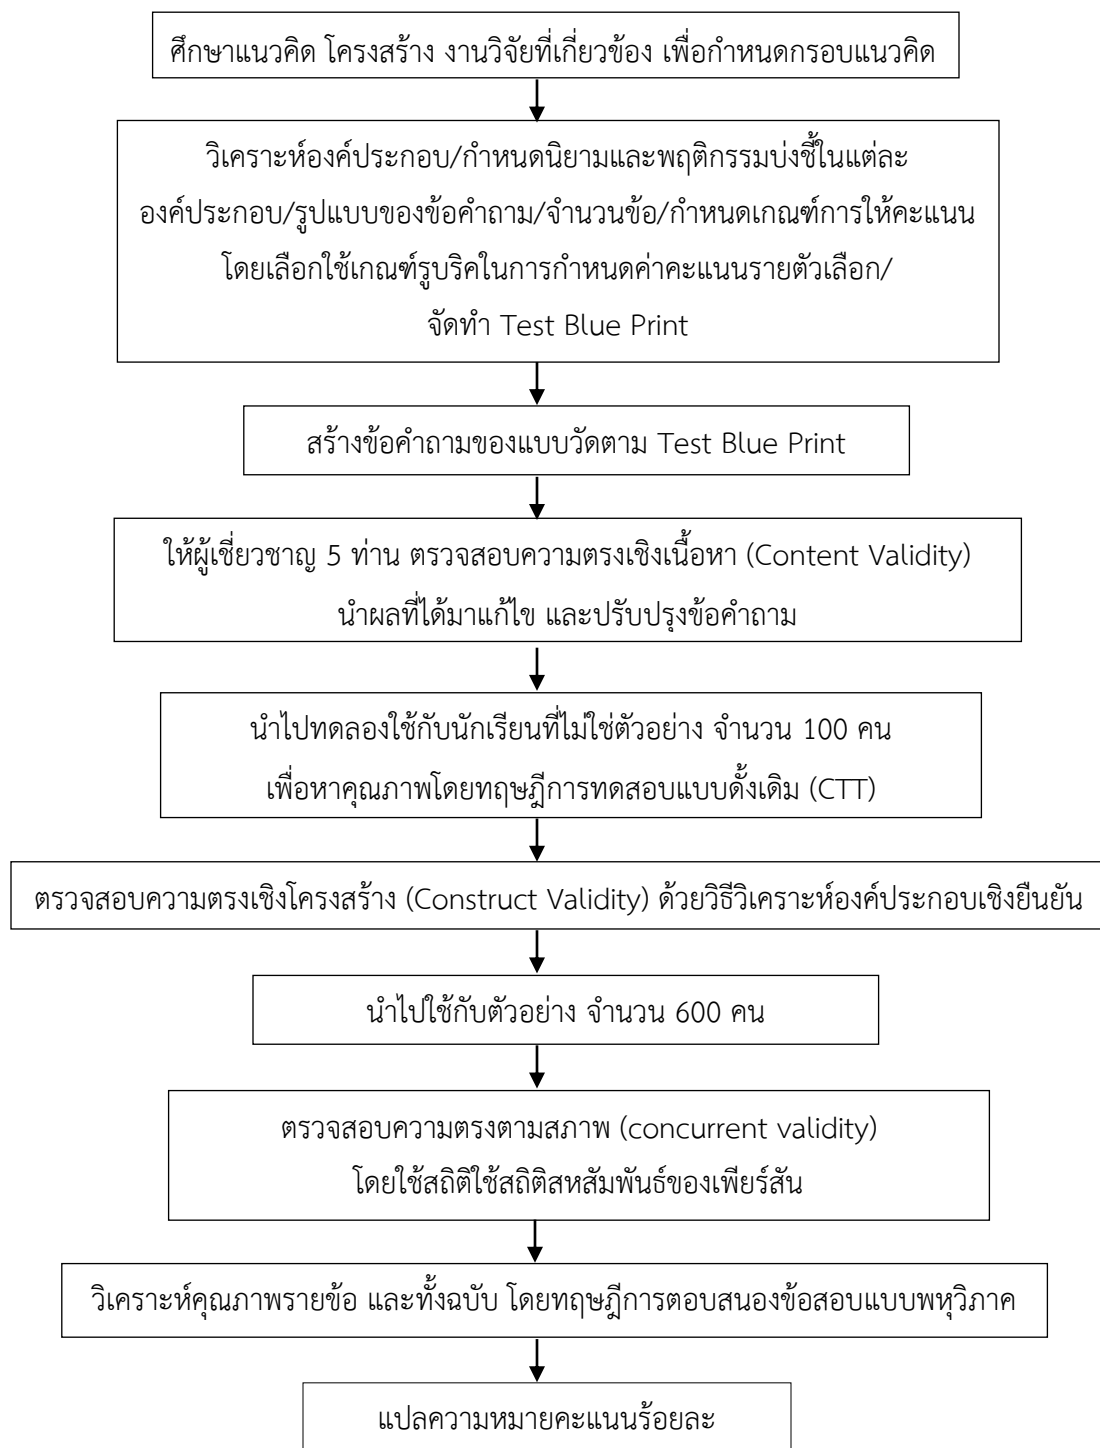 ศึกษาแนวคิด โครงสร้าง งานวิจัยที่เกี่ยวข้อง เพื่อกำหนดกรอบแนวคิด
วิเคราะห์องค์ประกอบ/กำหนดนิยามและพฤติกรรมบ่งชี้ในแต่ละ
องค์ประกอบ/รูปแบบของข้อคำถาม/จำนวนข้อ/กำหนดเกณฑ์การให้คะแนน
โดยเลือกใช้เกณฑ์รูบริคในการกำหนดค่าคะแนนรายตัวเลือก/
จัดทำ Test Blue Print
สร้างข้อคำถามของแบบวัดตาม Test Blue Print
ให้ผู้เชี่ยวชาญ 5 ท่าน ตรวจสอบความตรงเชิงเนื้อหา (Content Validity)
นำผลที่ได้มาแก้ไข และปรับปรุงข้อคำถาม
นำไปทดลองใช้กับนักเรียนที่ไม่ใช่ตัวอย่าง จำนวน 100 คน
เพื่อหาคุณภาพโดยทฤษฎีการทดสอบแบบดั้งเดิม (CTT)
ตรวจสอบความตรงเชิงโครงสร้าง (Construct Validity) ด้วยวิธีวิเคราะห์องค์ประกอบเชิงยืนยัน
นำไปใช้กับตัวอย่าง จำนวน 600 คน
ตรวจสอบความตรงตามสภาพ (concurrent validity)
โดยใช้สถิติใช้สถิติสหสัมพันธ์ของเพียร์สัน
วิเคราะห์คุณภาพรายข้อ และทั้งฉบับ โดยทฤษฎีการตอบสนองข้อสอบแบบพหุวิภาค
แปลความหมายคะแนนร้อยละ